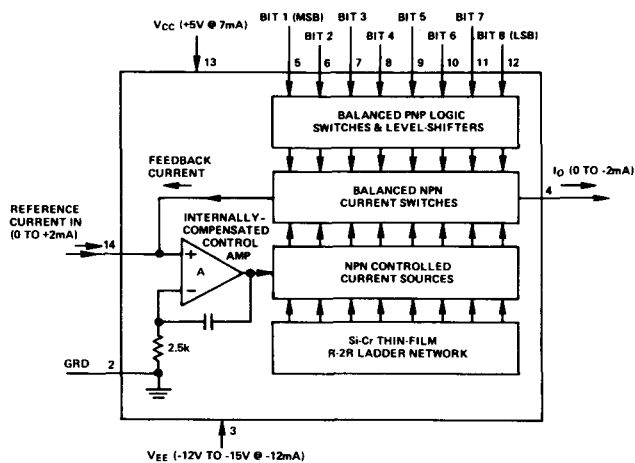 BIT 1 (MSB) BIT 3 BIT 5 BIT 7
BIT 2 BIT 4 BIT 6 BIT 8 (LSB)
VCC (+5V @ 7mA)
13
5 6 7 8 9 10 11 12
BALANCED PNP LOGIC
SWITCHES & LEVEL-SHIFTERS
FEEDBACK
CURRENT
IO (0 TO -2mA)
BALANCED NPN
CURRENT SWITCHES
4
REFERENCE
CURRENT IN
(0 TO +2mA)
14
INTERNALLY-
COMPENSATED
CONTROL
AMP
+
A
−
NPN CONTROLLED
CURRENT SOURCES
2.5k
Si-Cr THIN-FILM
R-2R LADDER NETWORK
GRD
2
3
VEE (-12V TO -15V @ -12mA)